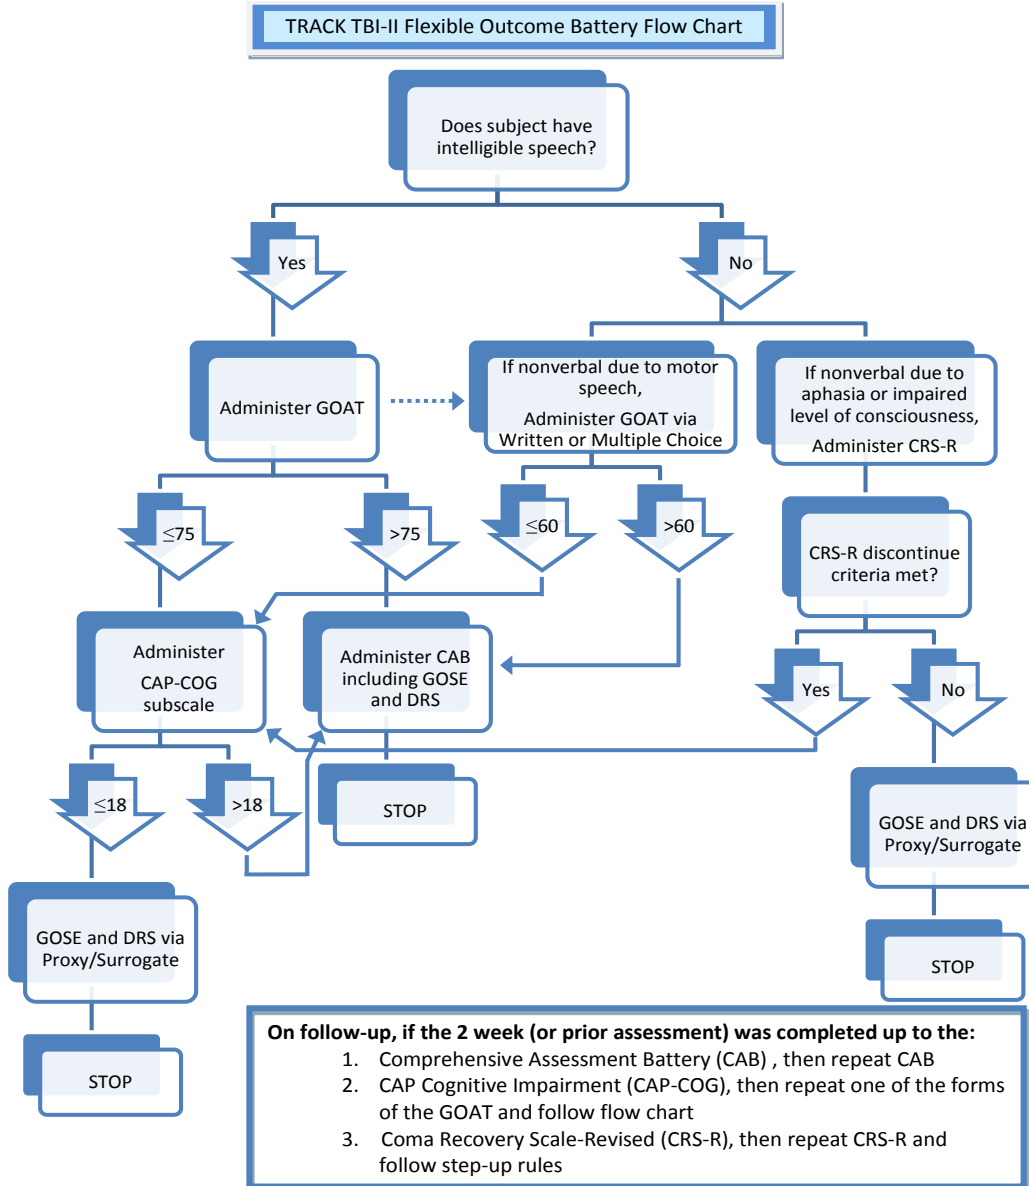 TRACK TBI-II Flexible Outcome Battery Flow Chart
Does subject have
intelligible speech?
Yes
No
Administer GOAT
If nonverbal due to motor
speech,
Administer GOAT via
Written or Multiple Choice
If nonverbal due to
aphasia or impaired
level of consciousness,
Administer CRS-R
≤75
>75
≤60
>60
CRS-R discontinue
criteria met?
Administer
CAP-COG
subscale
Administer CAB
including GOSE
and DRS
Yes
No
≤18
>18
STOP
GOSE and DRS via
Proxy/Surrogate
GOSE and DRS via
Proxy/Surrogate
STOP
STOP
On follow-up, if the 2 week (or prior assessment) was completed up to the:
1. Comprehensive Assessment Battery (CAB) , then repeat CAB
2. CAP Cognitive Impairment (CAP-COG), then repeat one of the forms
of the GOAT and follow flow chart
3. Coma Recovery Scale-Revised (CRS-R), then repeat CRS-R and
follow step-up rules